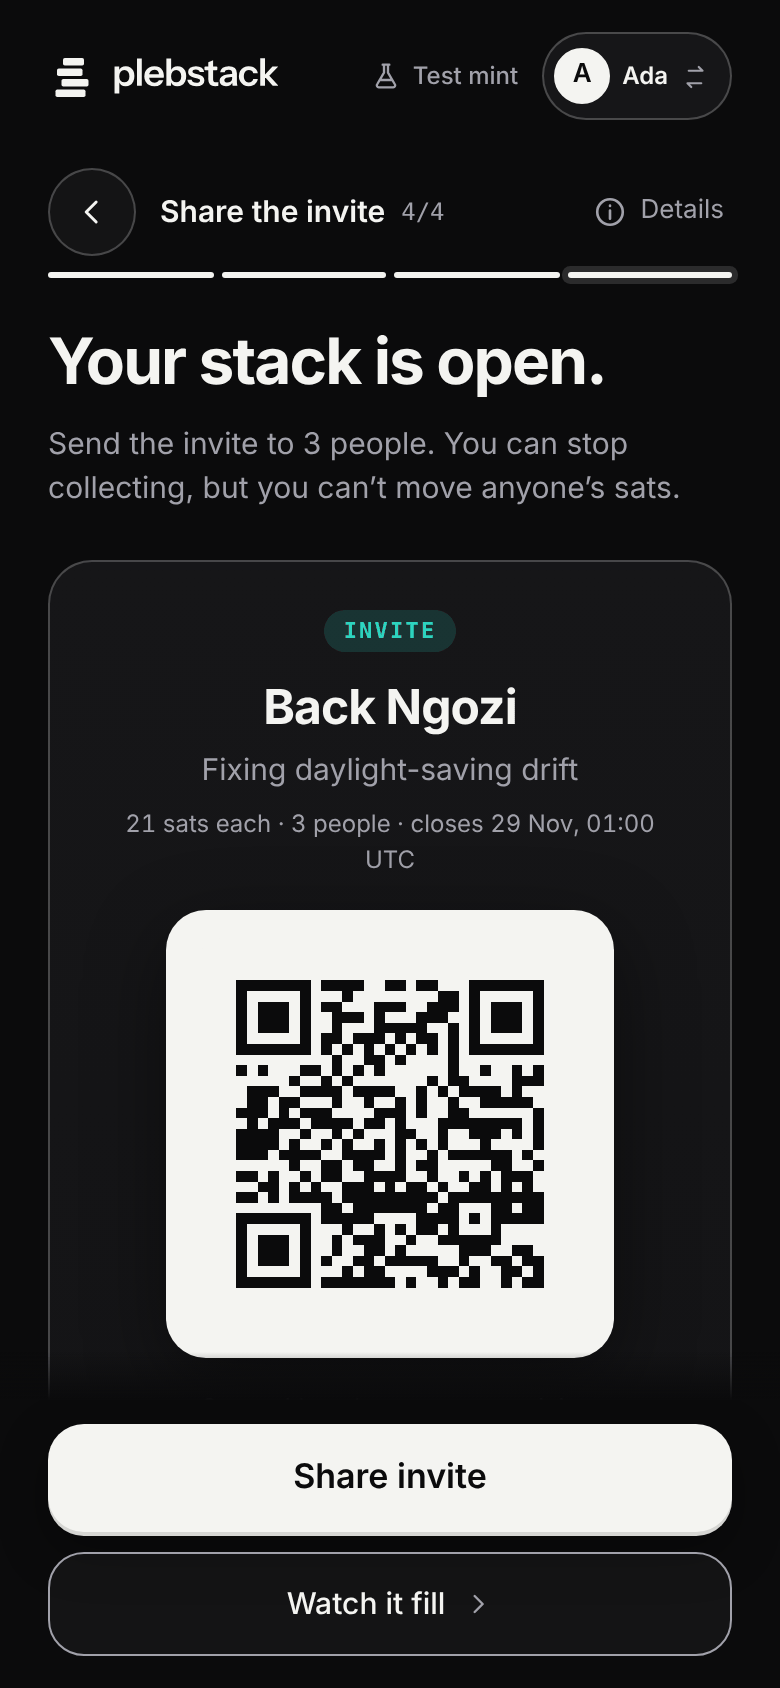 plebstack
Test mint
A
Ada
Share the invite 4/4
Details
Your stack is open.
Send the invite to 3 people. You can stop
collecting, but you can’t move anyone’s sats.
INVITE
Back Ngozi
Fixing daylight-saving drift
21 sats each · 3 people · closes 29 Nov, 01:00
UTC
Share invite
Watch it fill